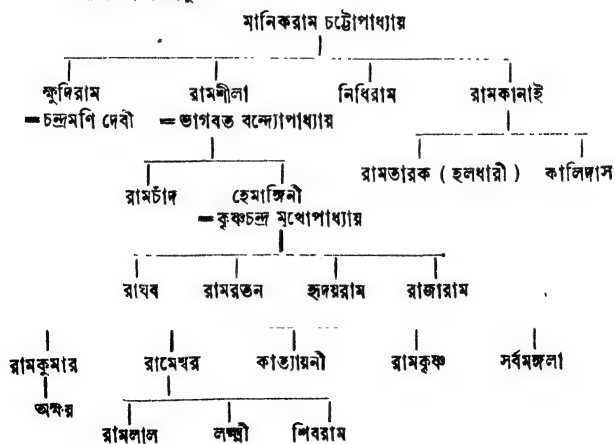 মানিকরাম চট্টোপাধ্যায়
ক্ষুদিরাম রামশীলা নিধিরাম রামকানাই
=চন্দ্রমণি দেবী =ভাগবত বন্দ্যোপাধ্যায়
রামতারক ( হলধারী ) কালিদাস
রামচাঁদ হেমাঙ্গিনী
=কৃষ্ণচন্দ্র মুখোপাধ্যায়
রাঘব রামরতন হৃদয়রাম রাজারাম
রামকুমার রামেশ্বর কাত্যায়নী রামকৃষ্ণ সর্বমঙ্গলা
অক্ষয়
রামলাল লক্ষ্মী শিবরাম